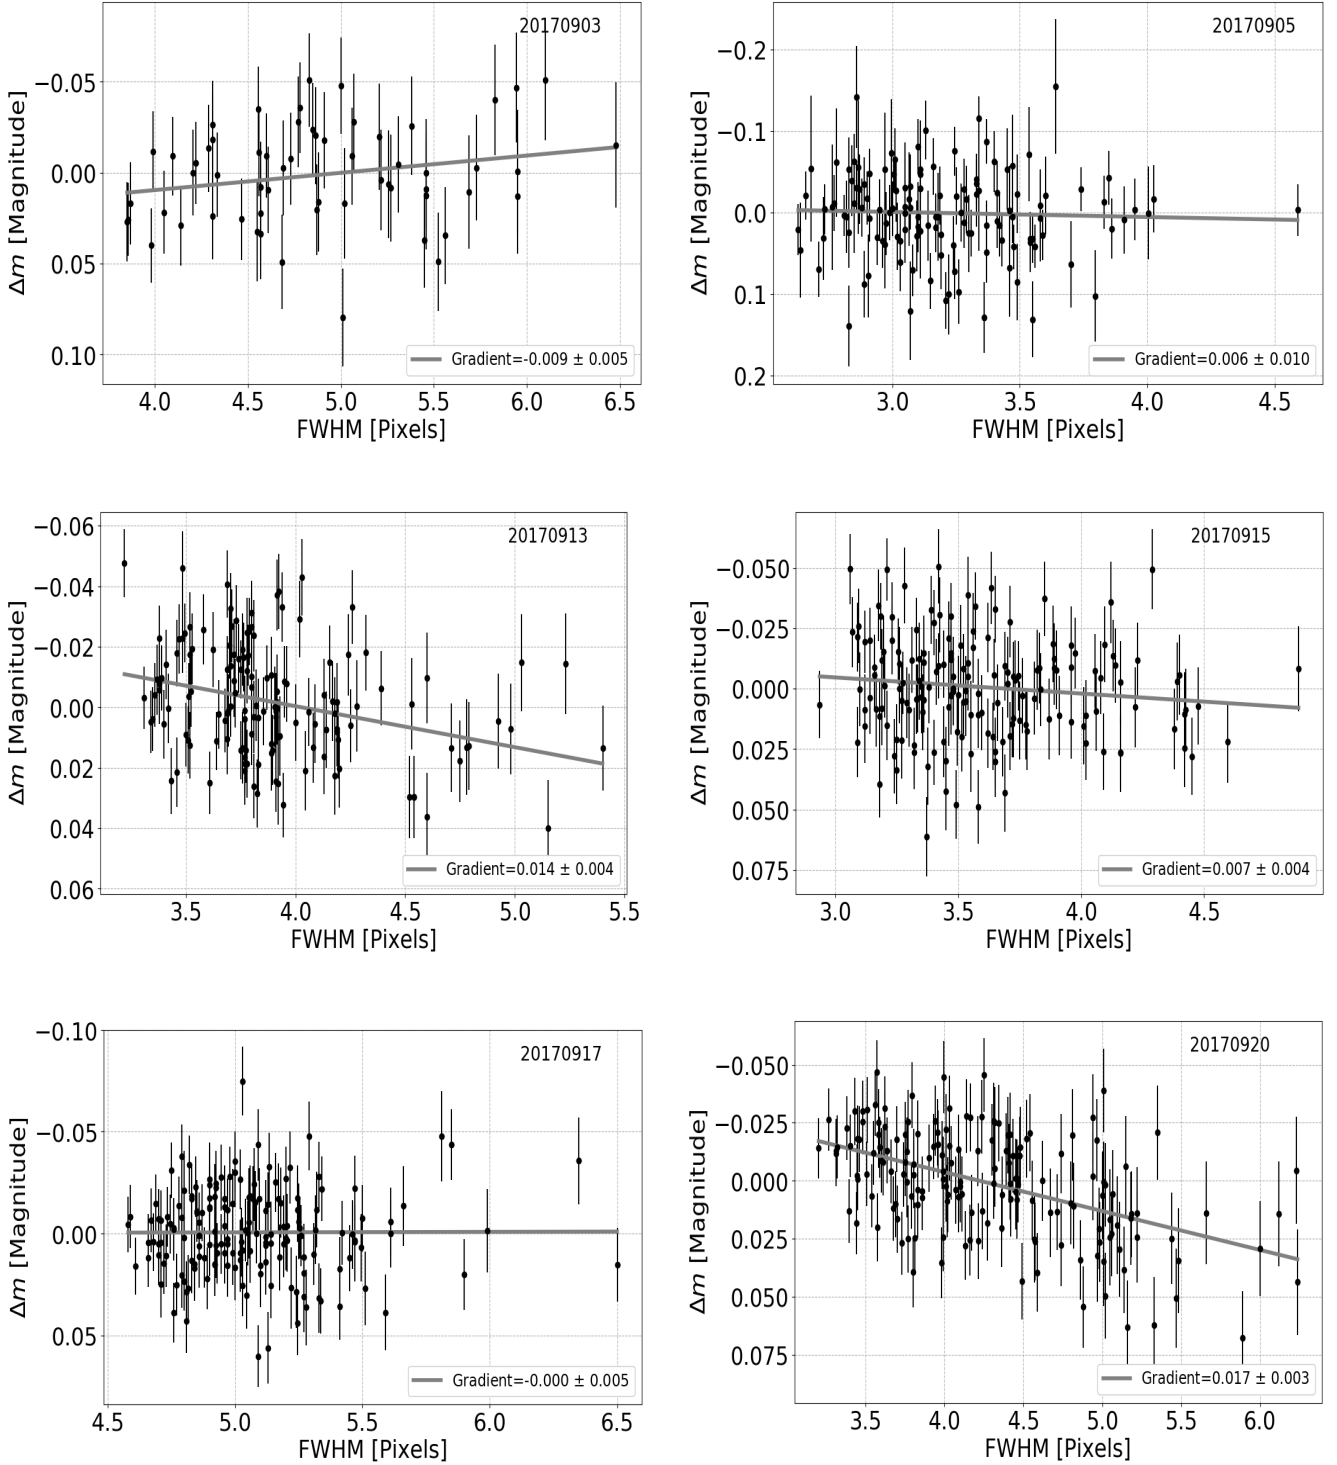 20170903
−0.05
0.00
0.05
0.10
Δm [Magnitude]
Gradient=-0.009 ± 0.005
4.0 4.5 5.0 5.5 6.0 6.5
FWHM [Pixels]
20170905
−0.2
−0.1
0.0
0.1
0.2
Δm [Magnitude]
Gradient=0.006 ± 0.010
3.0 3.5 4.0 4.5
FWHM [Pixels]
20170913
−0.06
−0.04
−0.02
0.00
0.02
0.04
0.06
Δm [Magnitude]
Gradient=0.014 ± 0.004
3.5 4.0 4.5 5.0 5.5
FWHM [Pixels]
20170915
−0.050
−0.025
0.000
0.025
0.050
0.075
Δm [Magnitude]
Gradient=0.007 ± 0.004
3.0 3.5 4.0 4.5
FWHM [Pixels]
20170917
−0.10
−0.05
0.00
0.05
Δm [Magnitude]
Gradient=-0.000 ± 0.005
4.5 5.0 5.5 6.0 6.5
FWHM [Pixels]
20170920
−0.050
−0.025
0.000
0.025
0.050
0.075
Δm [Magnitude]
Gradient=0.017 ± 0.003
3.5 4.0 4.5 5.0 5.5 6.0
FWHM [Pixels]